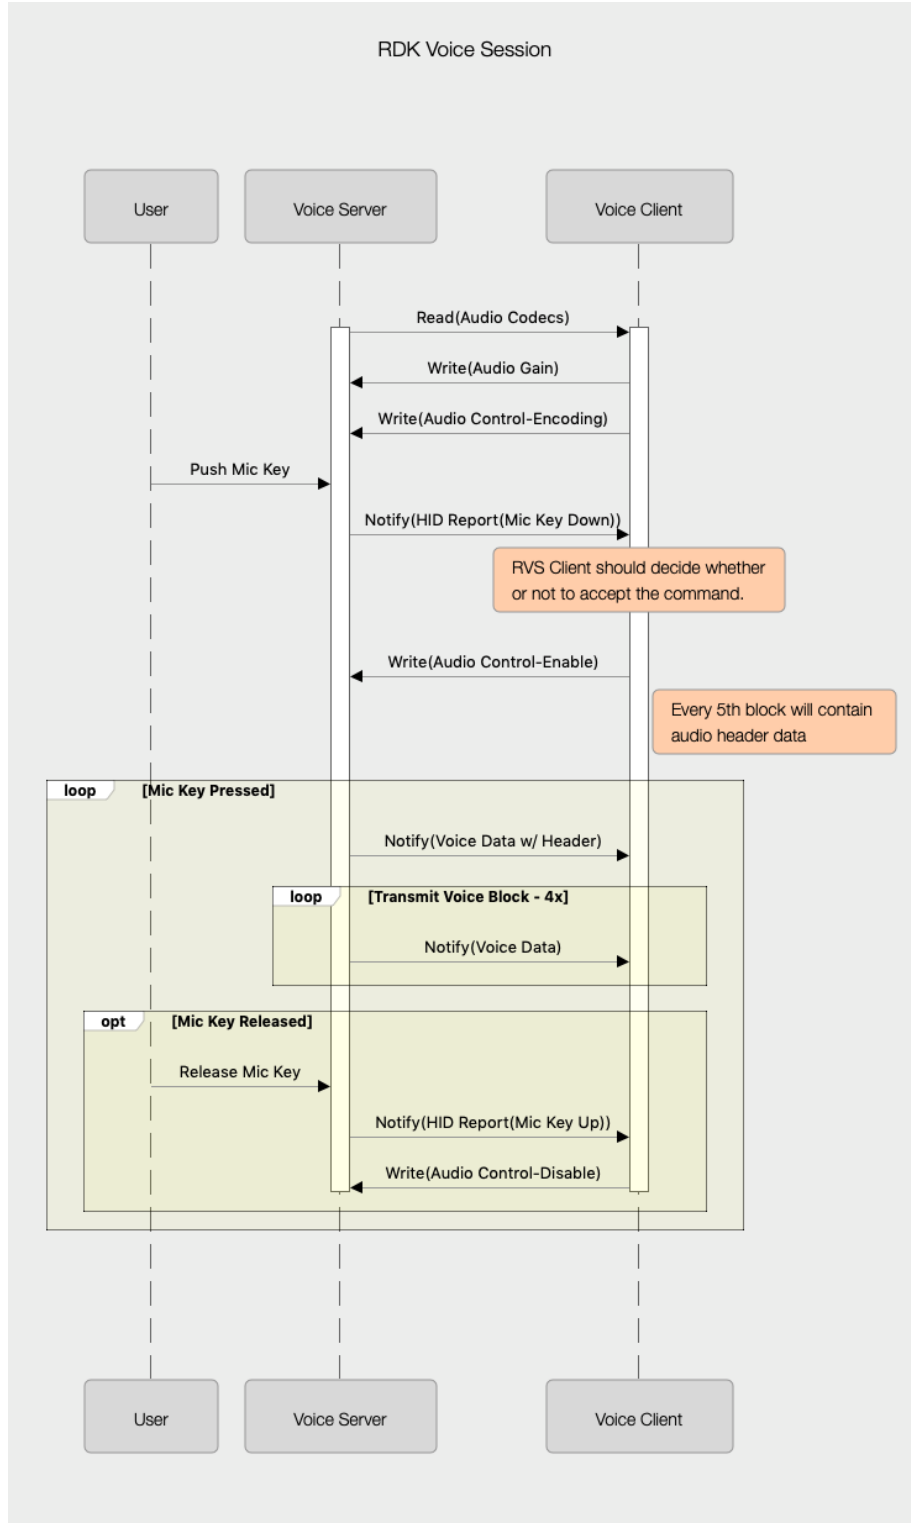 RDK Voice Session
User
Voice Server
Voice Client
Read(Audio Codecs)
Write(Audio Gain)
Write(Audio Control-Encoding)
Push Mic Key
Notify(HID Report(Mic Key Down))
RVS Client should decide whether
or not to accept the command.
Write(Audio Control-Enable)
Every 5th block will contain
audio header data
loop
[Mic Key Pressed]
Notify(Voice Data w/ Header)
loop
[Transmit Voice Block - 4x]
Notify(Voice Data)
opt
[Mic Key Released]
Release Mic Key
Notify(HID Report(Mic Key Up))
Write(Audio Control-Disable)
User
Voice Server
Voice Client